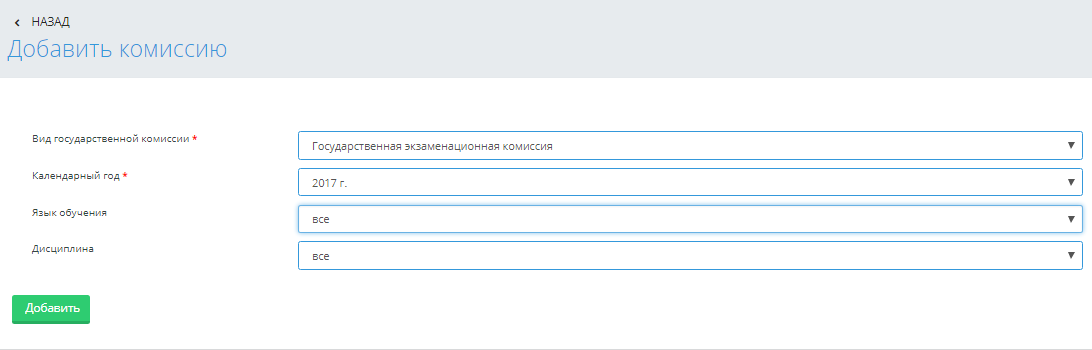 НАЗАД
Добавить комиссию
Вид государственной комиссии *
Государственная экзаменационная комиссия
Календарный год *
2017 г.
Язык обучения
все
Дисциплина
все
Добавить